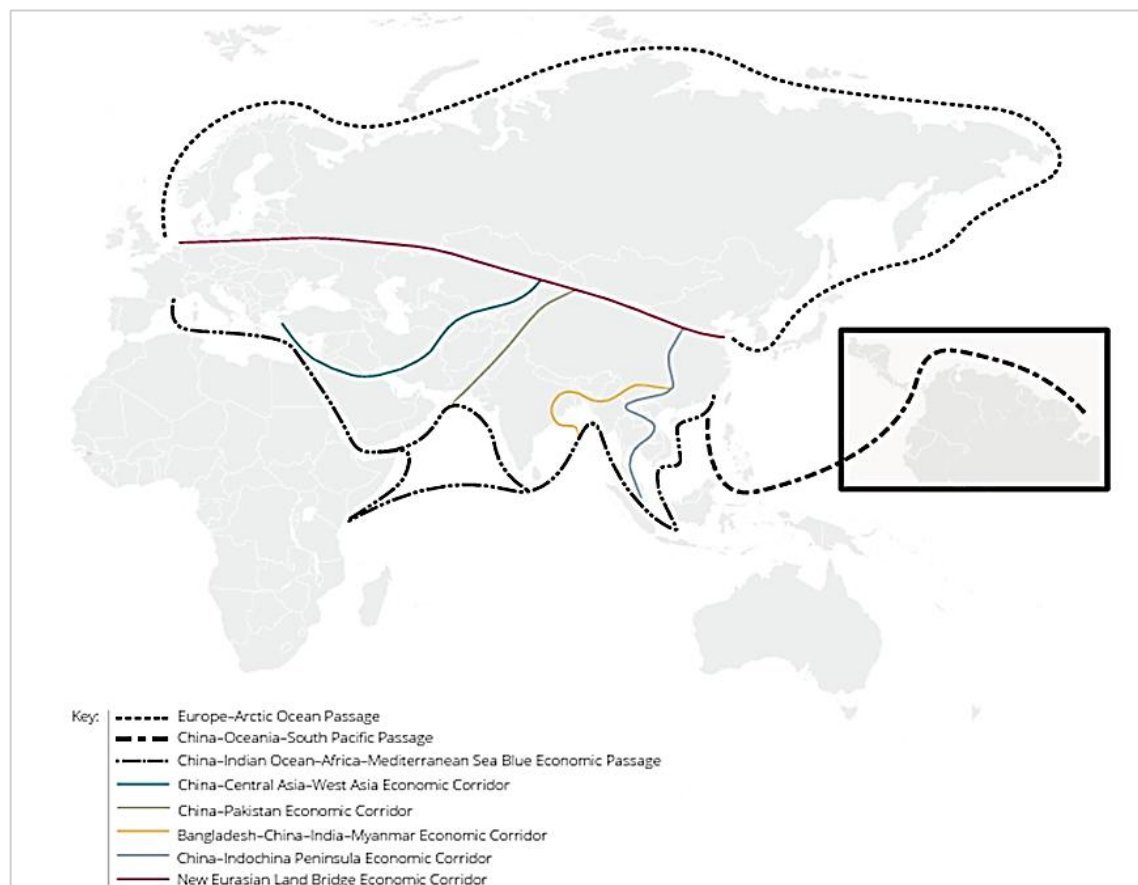 Key:
Europe–Arctic Ocean Passage
China–Oceania–South Pacific Passage
China–Indian Ocean–Africa–Mediterranean Sea Blue Economic Passage
China–Central Asia–West Asia Economic Corridor
China–Pakistan Economic Corridor
Bangladesh–China–India–Myanmar Economic Corridor
China–Indochina Peninsula Economic Corridor
New Eurasian Land Bridge Economic Corridor